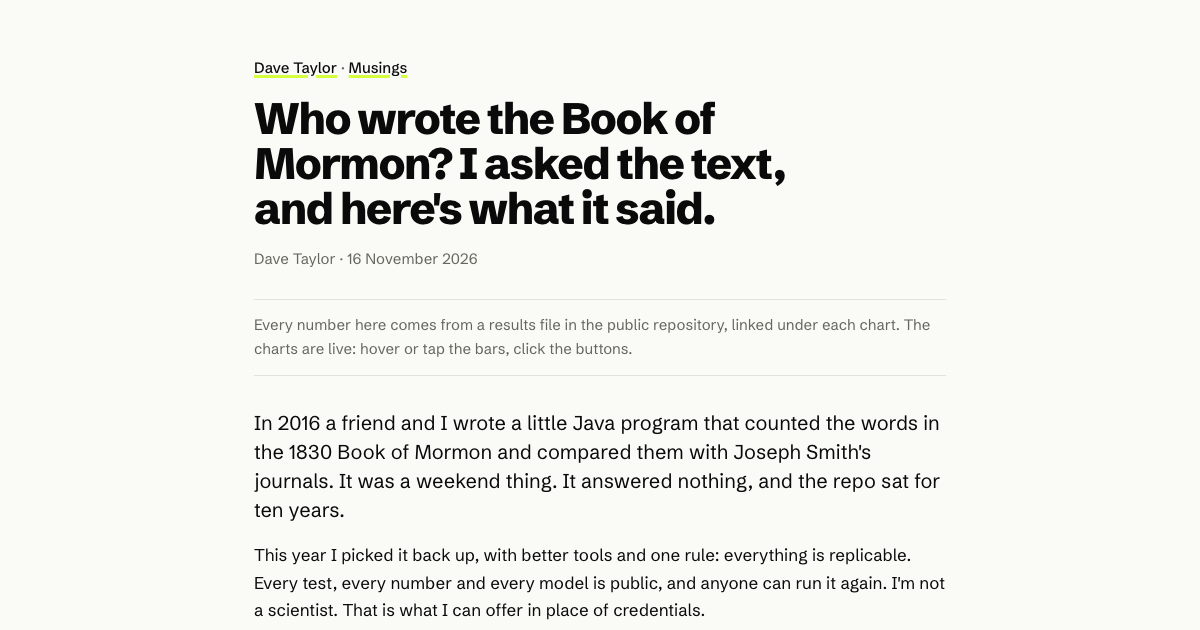 Dave Taylor · Musings
Who wrote the Book of
Mormon? I asked the text,
and here's what it said.
Dave Taylor · 16 November 2026
Every number here comes from a results file in the public repository, linked under each chart. The
charts are live: hover or tap the bars, click the buttons.
In 2016 a friend and I wrote a little Java program that counted the words in
the 1830 Book of Mormon and compared them with Joseph Smith's
journals. It was a weekend thing. It answered nothing, and the repo sat for
ten years.
This year I picked it back up, with better tools and one rule: everything is replicable.
Every test, every number and every model is public, and anyone can run it again. I'm not
a scientist. That is what I can offer in place of credentials.